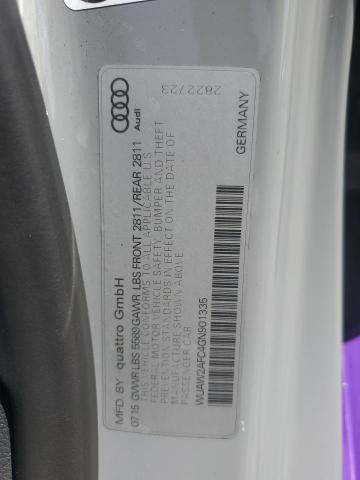 MFD. BY quattro GmbH
07.15 GVWR LBS 5589 GAWR LBS FRONT 2811/REAR 2811
THIS VEHICLE CONFORMS TO ALL APPLICABLE U.S.
FEDERAL MOTOR VEHICLE SAFETY, BUMPER AND THEFT
PREVENTION STANDARDS IN EFFECT ON THE DATE OF
MANUFACTURE SHOWN ABOVE.
PASSENGER CAR
WUAW2AFC4GN901335
Audi
2822723
GERMANY